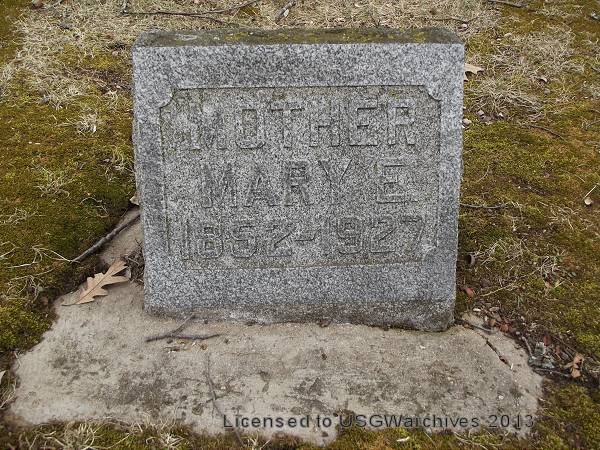 MOTHER
MARY E
1852-1927
Licensed to USGWarchives 2013